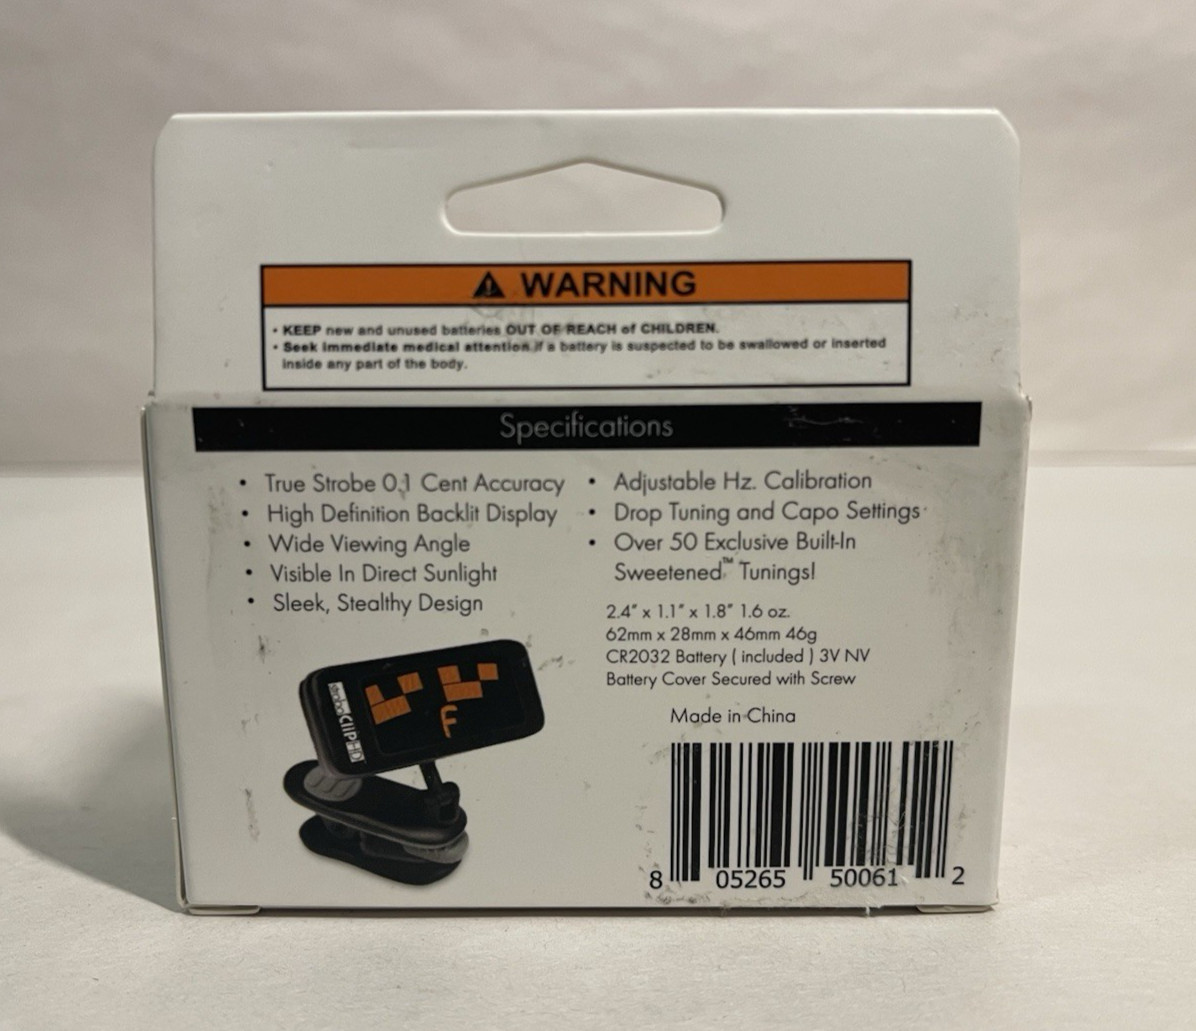 WARNING
• KEEP new and unused batteries OUT OF REACH of CHILDREN.
• Seek immediate medical attention if a battery is suspected to be swallowed or inserted
inside any part of the body.
Specifications
• True Strobe 0.1 Cent Accuracy
• High Definition Backlit Display
• Wide Viewing Angle
• Visible In Direct Sunlight
• Sleek, Stealthy Design
• Adjustable Hz. Calibration
• Drop Tuning and Capo Settings
• Over 50 Exclusive Built-In
Sweetened™ Tunings!
2.4" x 1.1" x 1.8" 1.6 oz.
62mm x 28mm x 46mm 46g
CR2032 Battery ( included ) 3V NV
Battery Cover Secured with Screw
Made in China
stroboClipHD
F
8 05265 50061 2